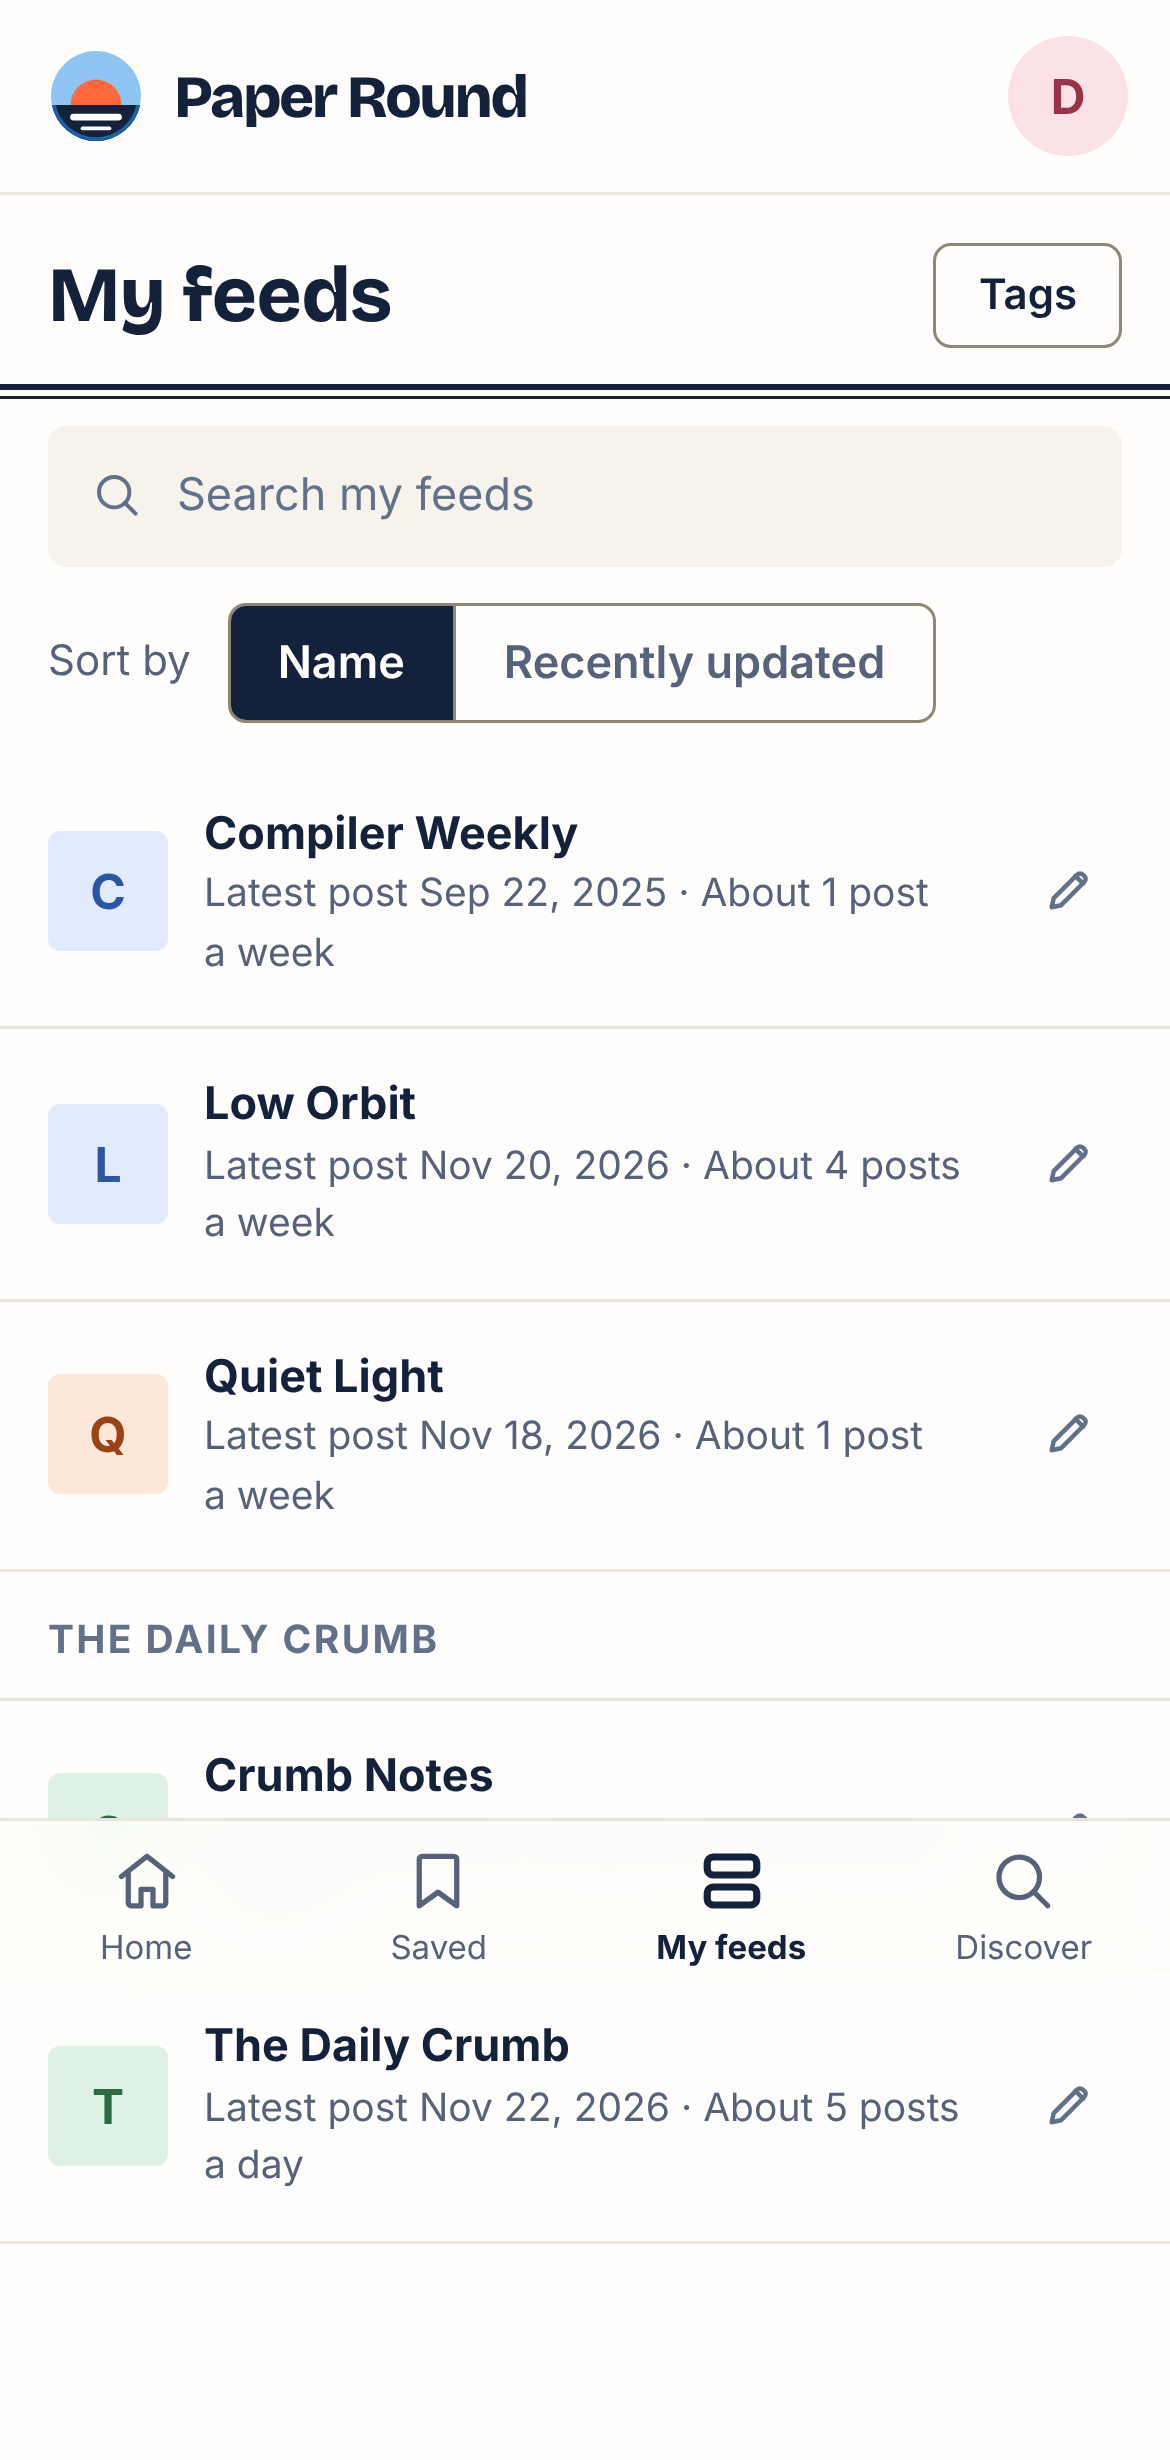 Paper Round
D
My feeds
Tags
Search my feeds
Sort by
Name
Recently updated
C
Compiler Weekly
Latest post Sep 22, 2025 · About 1 post
a week
L
Low Orbit
Latest post Nov 20, 2026 · About 4 posts
a week
Q
Quiet Light
Latest post Nov 18, 2026 · About 1 post
a week
THE DAILY CRUMB
Crumb Notes
Home
Saved
My feeds
Discover
T
The Daily Crumb
Latest post Nov 22, 2026 · About 5 posts
a day